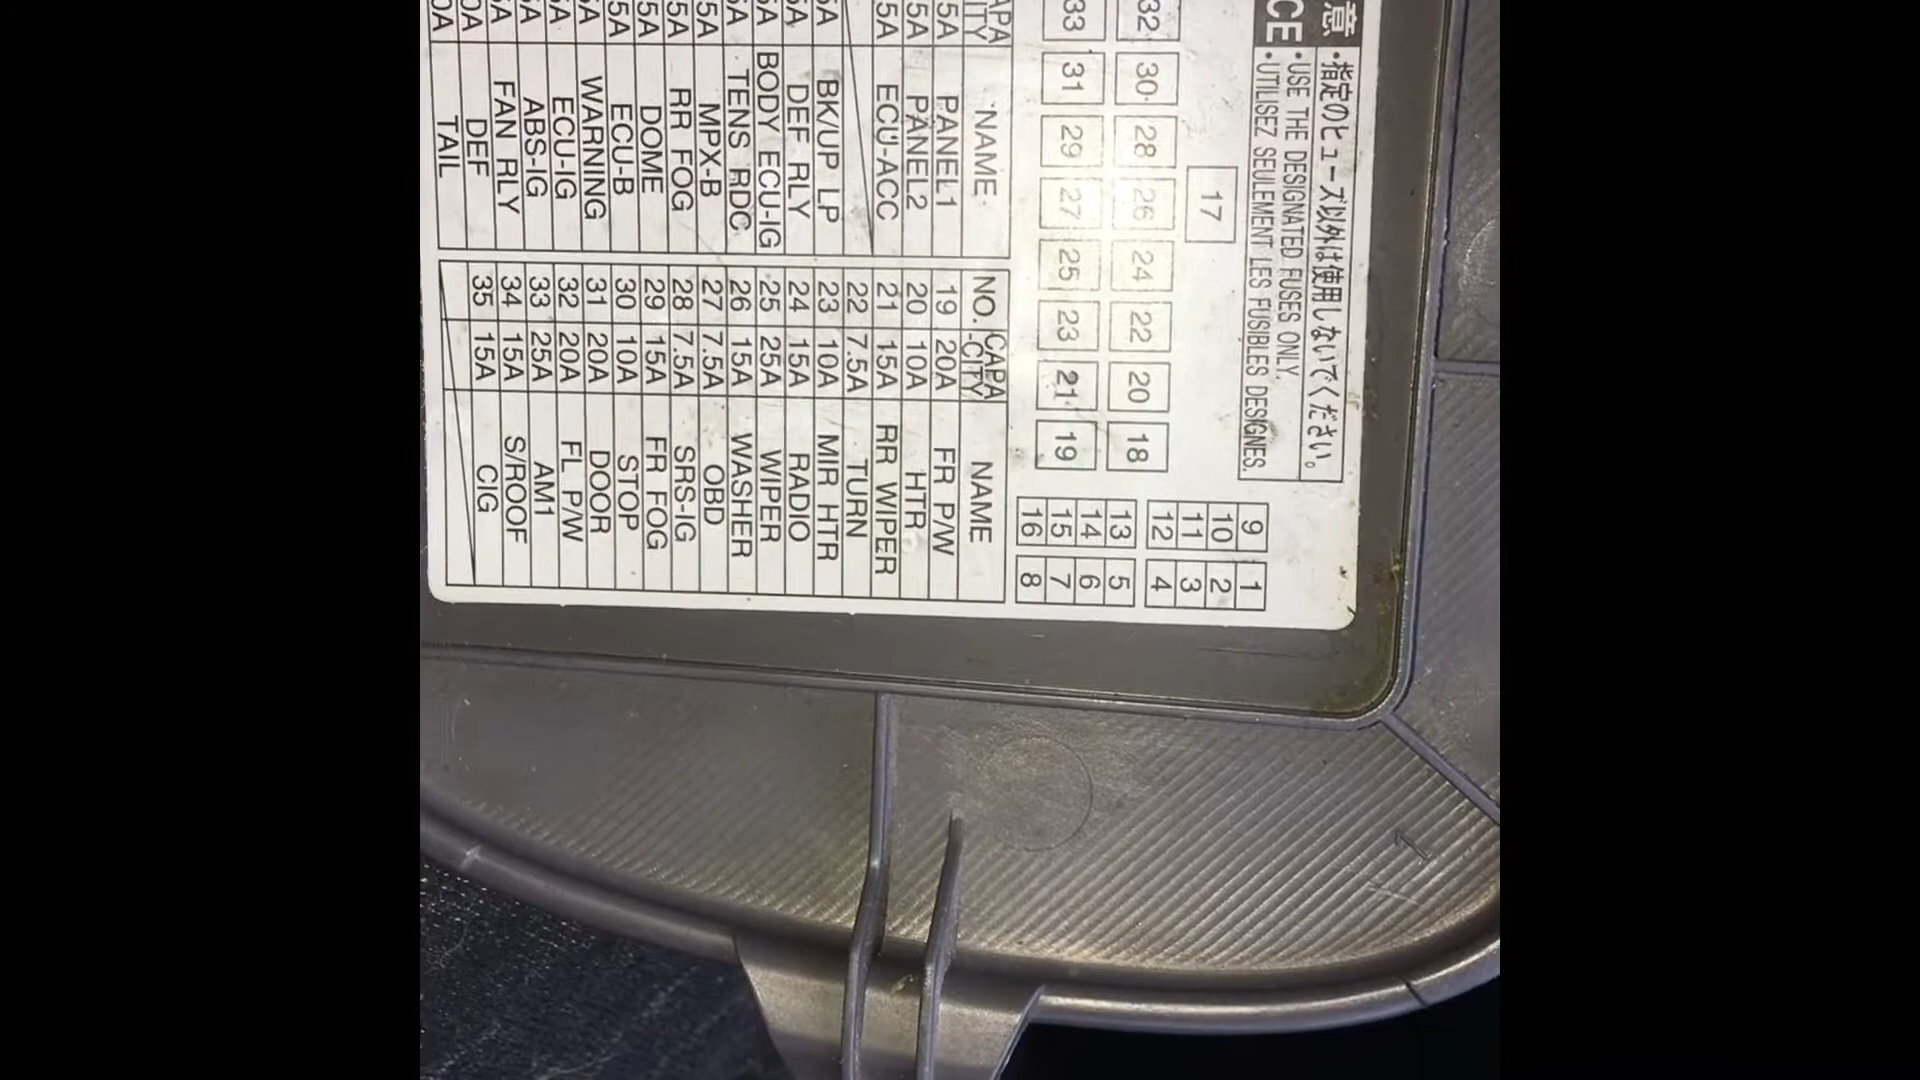 意 ・指定のヒューズ以外は使用しないでください。
CE ・USE THE DESIGNATED FUSES ONLY.
・UTILISEZ SEULEMENT LES FUSIBLES DESIGNES.
9 1
17 10 2
11 3
12 4
32 30 28 26 24 22 20 18
13 5
14 6
33 31 29 27 25 23 21 19
15 7
16 8
NAME NO. CAPA-CITY NAME
5A PANEL1 19 20A FR P/W
5A PANEL2 20 10A HTR
5A ECU-ACC 21 15A RR WIPER
22 7.5A TURN
5A BK/UP LP 23 10A MIR HTR
5A DEF RLY 24 15A RADIO
5A BODY ECU-IG 25 25A WIPER
5A TENS RDC 26 15A WASHER
5A MPX-B 27 7.5A OBD
5A RR FOG 28 7.5A SRS-IG
5A DOME 29 15A FR FOG
5A ECU-B 30 10A STOP
5A WARNING 31 20A DOOR
A ECU-IG 32 20A FL P/W
A ABS-IG 33 25A AM1
A FAN RLY 34 15A S/ROOF
0A DEF 35 15A CIG
0A TAIL